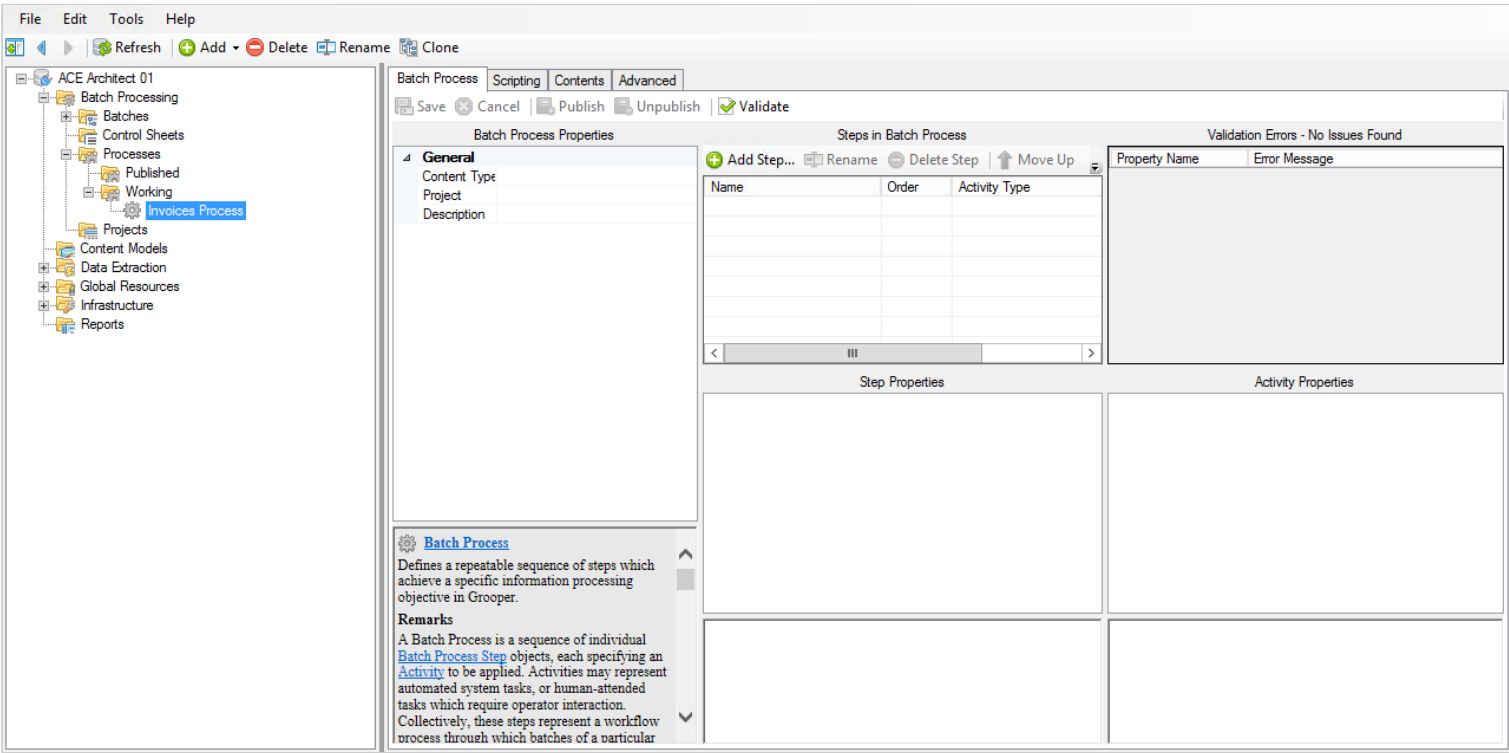 File Edit Tools Help
Refresh Add Delete Rename Clone
ACE Architect 01
Batch Processing
Batches
Control Sheets
Processes
Published
Working
Invoices Process
Projects
Content Models
Data Extraction
Global Resources
Infrastructure
Reports
Batch Process Scripting Contents Advanced
Save Cancel Publish Unpublish Validate
Batch Process Properties
General
Content Type
Project
Description
Batch Process
Defines a repeatable sequence of steps which
achieve a specific information processing
objective in Grooper.
Remarks
A Batch Process is a sequence of individual
Batch Process Step objects, each specifying an
Activity to be applied. Activities may represent
automated system tasks, or human-attended
tasks which require operator interaction.
Collectively, these steps represent a workflow
process through which batches of a particular
Steps in Batch Process
Add Step... Rename Delete Step Move Up
Name Order Activity Type
Step Properties
Validation Errors - No Issues Found
Property Name Error Message
Activity Properties